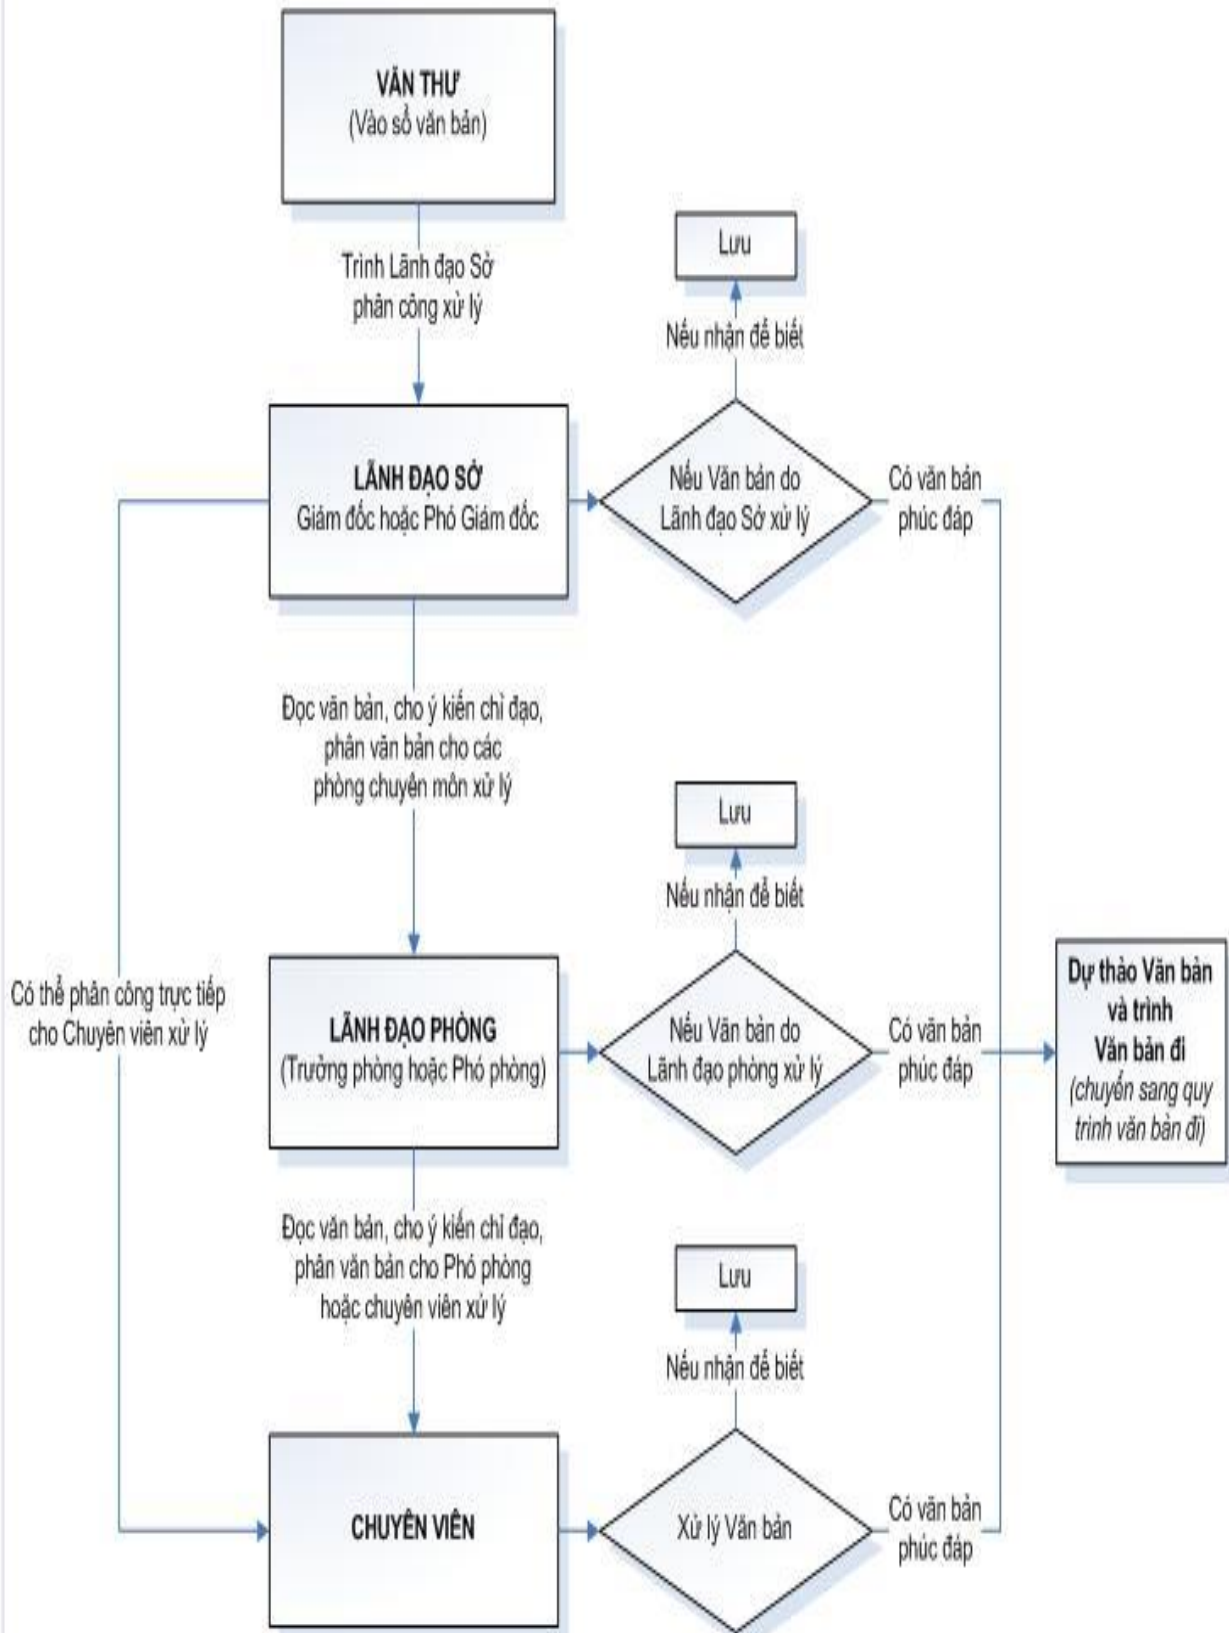 VĂN THƯ
(Vào sổ văn bản)
Trình Lãnh đạo Sở
phân công xử lý
Lưu
Nếu nhận để biết
LÃNH ĐẠO SỞ
Giám đốc hoặc Phó Giám đốc
Nếu Văn bản do
Lãnh đạo Sở xử lý
Có văn bản
phúc đáp
Đọc văn bản, cho ý kiến chỉ đạo,
phân văn bản cho các
phòng chuyên môn xử lý
Lưu
Nếu nhận để biết
Có thể phân công trực tiếp
cho Chuyên viên xử lý
LÃNH ĐẠO PHÒNG
(Trưởng phòng hoặc Phó phòng)
Nếu Văn bản do
Lãnh đạo phòng xử lý
Có văn bản
phúc đáp
Dự thảo Văn bản
và trình
Văn bản đi
(chuyển sang quy
trình văn bản đi)
Đọc văn bản, cho ý kiến chỉ đạo,
phân văn bản cho Phó phòng
hoặc chuyên viên xử lý
Lưu
Nếu nhận để biết
CHUYÊN VIÊN
Xử lý Văn bản
Có văn bản
phúc đáp